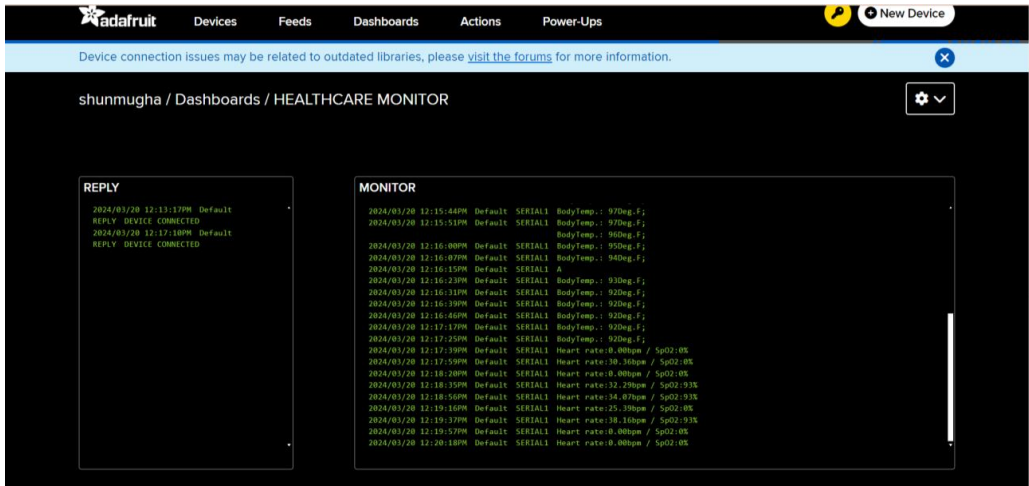 adafruit Devices Feeds Dashboards Actions Power-Ups New Device
Device connection issues may be related to outdated libraries, please visit the forums for more information.
shunmugha / Dashboards / HEALTHCARE MONITOR
REPLY
2024/03/20 12:13:17PM Default
REPLY DEVICE CONNECTED
2024/03/20 12:17:10PM Default
REPLY DEVICE CONNECTED
MONITOR
2024/03/20 12:15:44PM Default SERIAL1 BodyTemp.: 97Deg.F;
2024/03/20 12:15:51PM Default SERIAL1 BodyTemp.: 97Deg.F;
BodyTemp.: 96Deg.F;
2024/03/20 12:16:00PM Default SERIAL1 BodyTemp.: 95Deg.F;
2024/03/20 12:16:07PM Default SERIAL1 BodyTemp.: 94Deg.F;
2024/03/20 12:16:15PM Default SERIAL1 A
2024/03/20 12:16:23PM Default SERIAL1 BodyTemp.: 93Deg.F;
2024/03/20 12:16:31PM Default SERIAL1 BodyTemp.: 92Deg.F;
2024/03/20 12:16:39PM Default SERIAL1 BodyTemp.: 92Deg.F;
2024/03/20 12:16:46PM Default SERIAL1 BodyTemp.: 92Deg.F;
2024/03/20 12:17:17PM Default SERIAL1 BodyTemp.: 92Deg.F;
2024/03/20 12:17:25PM Default SERIAL1 BodyTemp.: 92Deg.F;
2024/03/20 12:17:39PM Default SERIAL1 Heart rate:0.00bpm / SpO2:0%
2024/03/20 12:17:59PM Default SERIAL1 Heart rate:30.36bpm / SpO2:0%
2024/03/20 12:18:20PM Default SERIAL1 Heart rate:0.00bpm / SpO2:0%
2024/03/20 12:18:35PM Default SERIAL1 Heart rate:32.29bpm / SpO2:93%
2024/03/20 12:18:56PM Default SERIAL1 Heart rate:34.07bpm / SpO2:93%
2024/03/20 12:19:16PM Default SERIAL1 Heart rate:25.39bpm / SpO2:0%
2024/03/20 12:19:37PM Default SERIAL1 Heart rate:38.16bpm / SpO2:93%
2024/03/20 12:19:57PM Default SERIAL1 Heart rate:0.00bpm / SpO2:0%
2024/03/20 12:20:18PM Default SERIAL1 Heart rate:0.00bpm / SpO2:0%